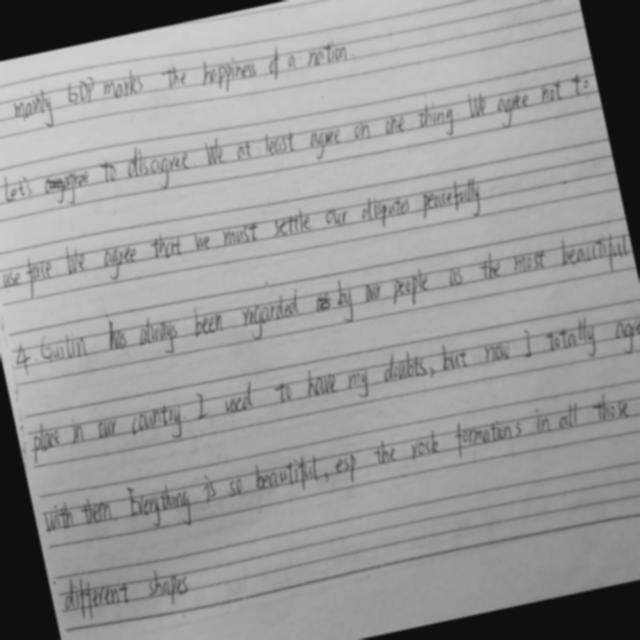 nearly GDP marks the happiness of a nation.
Let's agree to disagree. We at least agree on one thing. We agree not to
use force. We agree that we must settle our disputes peacefully
4. Guilin has always been regarded as by our people as the most beautiful
places in our country. I used to have my doubts, but now I totally agree
with them. Everything is so beautiful, esp the rock formations in all those
different shapes